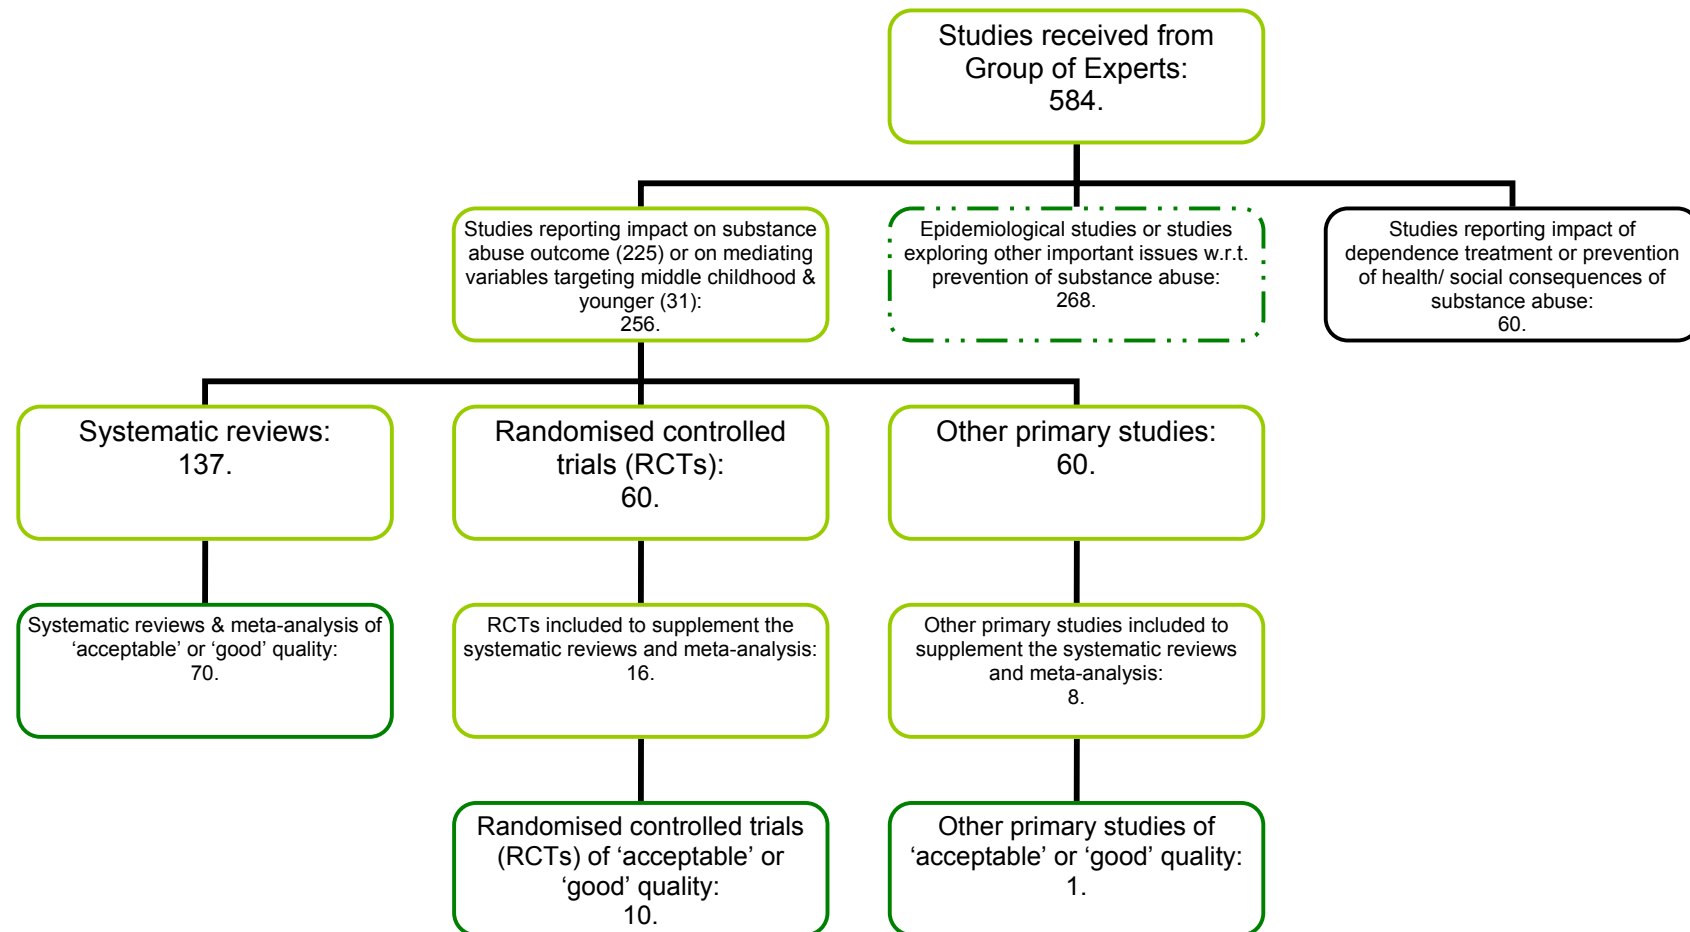 Studies received from
Group of Experts:
584.
Studies reporting impact on substance
abuse outcome (225) or on mediating
variables targeting middle childhood &
younger (31):
256.
Epidemiological studies or studies
exploring other important issues w.r.t.
prevention of substance abuse:
268.
Studies reporting impact of
dependence treatment or prevention
of health/ social consequences of
substance abuse:
60.
Systematic reviews:
137.
Randomised controlled
trials (RCTs):
60.
Other primary studies:
60.
Systematic reviews & meta-analysis of
‘acceptable’ or ‘good’ quality:
70.
RCTs included to supplement the
systematic reviews and meta-analysis:
16.
Other primary studies included to
supplement the systematic reviews
and meta-analysis:
8.
Randomised controlled trials
(RCTs) of ‘acceptable’ or
‘good’ quality:
10.
Other primary studies of
‘acceptable’ or ‘good’ quality:
1.